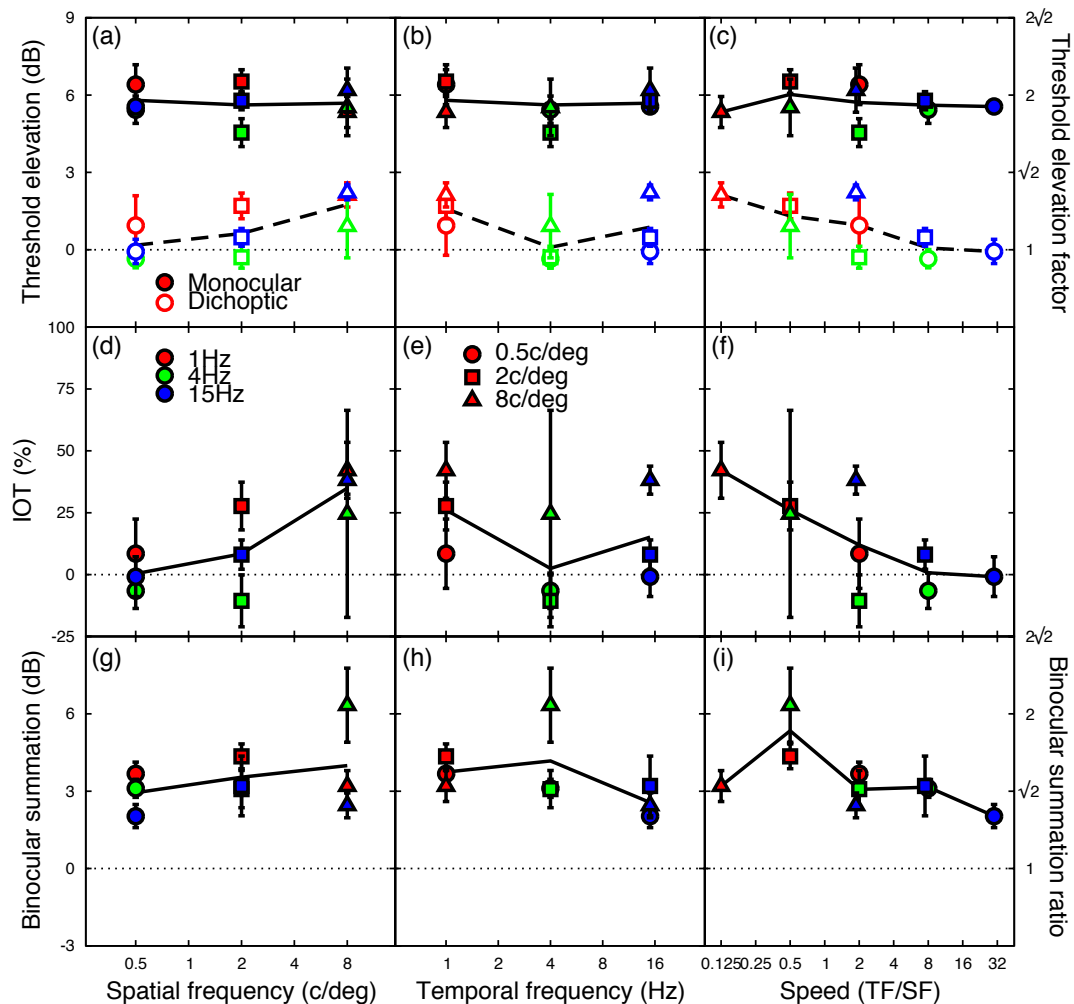 9 (a) (b) (c) 2√2
6 2
3 √2
0 1
Threshold elevation (dB)
Threshold elevation factor
Monocular
Dichoptic
100 (d) (e) (f)
1Hz 0.5c/deg
4Hz 2c/deg
15Hz 8c/deg
75
50
25
0
-25
IOT (%)
(g) (h) (i) 2√2
6 2
3 √2
0 1
-3
Binocular summation (dB)
Binocular summation ratio
0.5 1 2 4 8 1 2 4 8 16 0.125 0.25 0.5 1 2 4 8 16 32
Spatial frequency (c/deg) Temporal frequency (Hz) Speed (TF/SF)